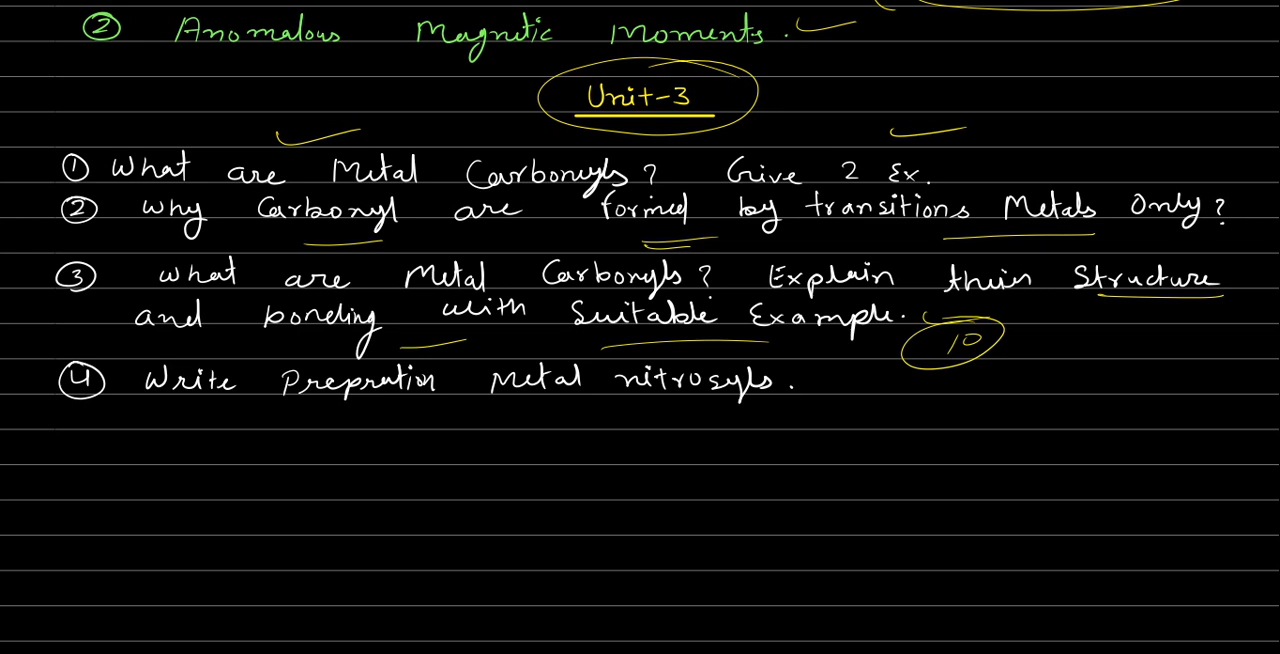 ② Anomalous Magnetic Moments.
Unit-3
① What are Metal Carbonyls? Give 2 Ex.
② Why Carbonyl are formed by transitions Metals Only?
③ What are Metal Carbonyls? Explain their Structure
and bonding with Suitable Example.
10
④ Write Prepration Metal nitrosyls.